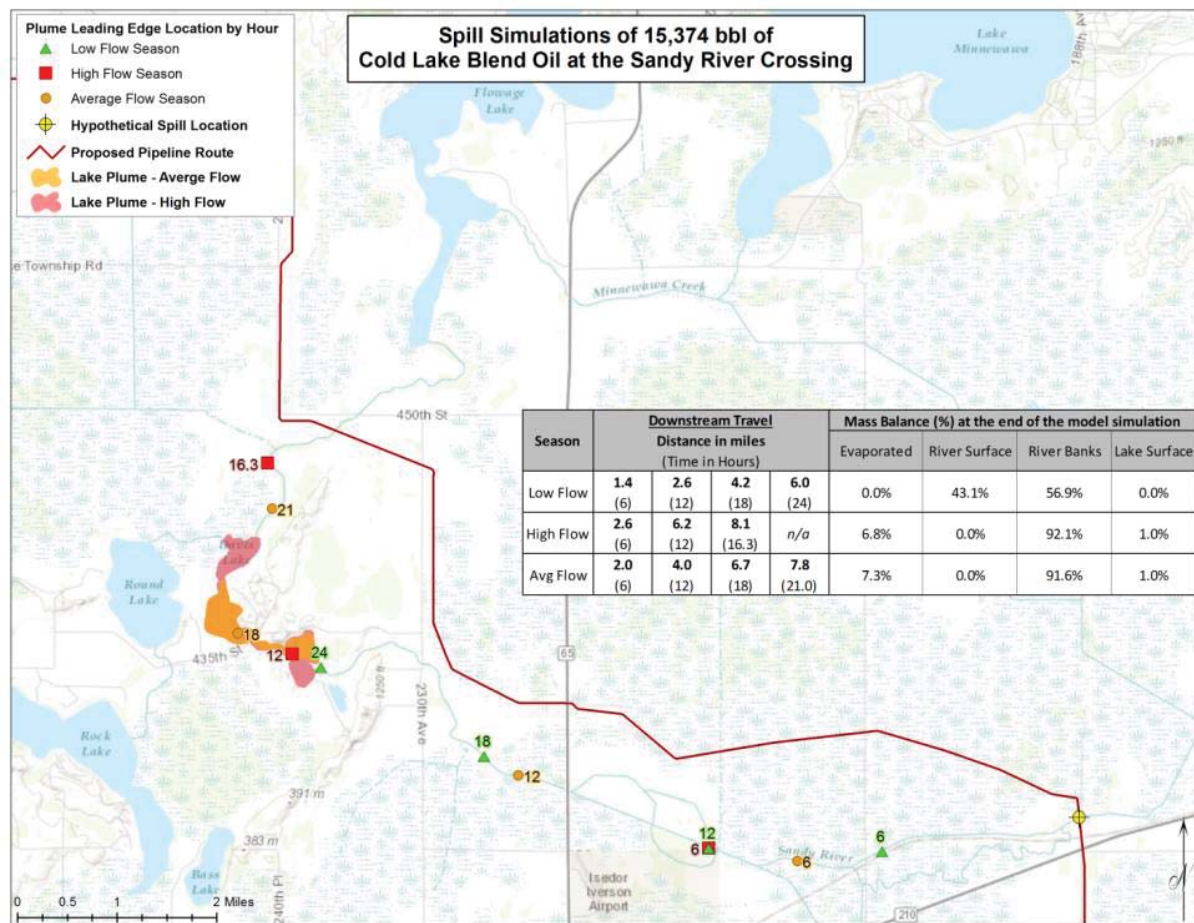 Plume Leading Edge Location by Hour
Low Flow Season
High Flow Season
Average Flow Season
Hypothetical Spill Location
Proposed Pipeline Route
Lake Plume - Averge Flow
Lake Plume - High Flow
Spill Simulations of 15,374 bbl of
Cold Lake Blend Oil at the Sandy River Crossing
Lake
Minnewawa
188th Av
Flowage
Lake
1250 ft
e Township Rd
Minnewawa Creek
450th St
16.3
21
Davis
Lake
Round
Lake
18
435th St
12
24
1250 ft
230th Ave
65
Rock
Lake
18
12
391 m
383 m
Bass
Lake
240th Pl
12
6
6
6
Sandy River
Isedor
Iverson
Airport
210
N
0 0.5 1 2 Miles
Season
Downstream Travel
Distance in miles
(Time in Hours)
Mass Balance (%) at the end of the model simulation
Evaporated River Surface River Banks Lake Surface
Low Flow 1.4 2.6 4.2 6.0 0.0% 43.1% 56.9% 0.0%
(6) (12) (18) (24)
High Flow 2.6 6.2 8.1 n/a 6.8% 0.0% 92.1% 1.0%
(6) (12) (16.3)
Avg Flow 2.0 4.0 6.7 7.8 7.3% 0.0% 91.6% 1.0%
(6) (12) (18) (21.0)